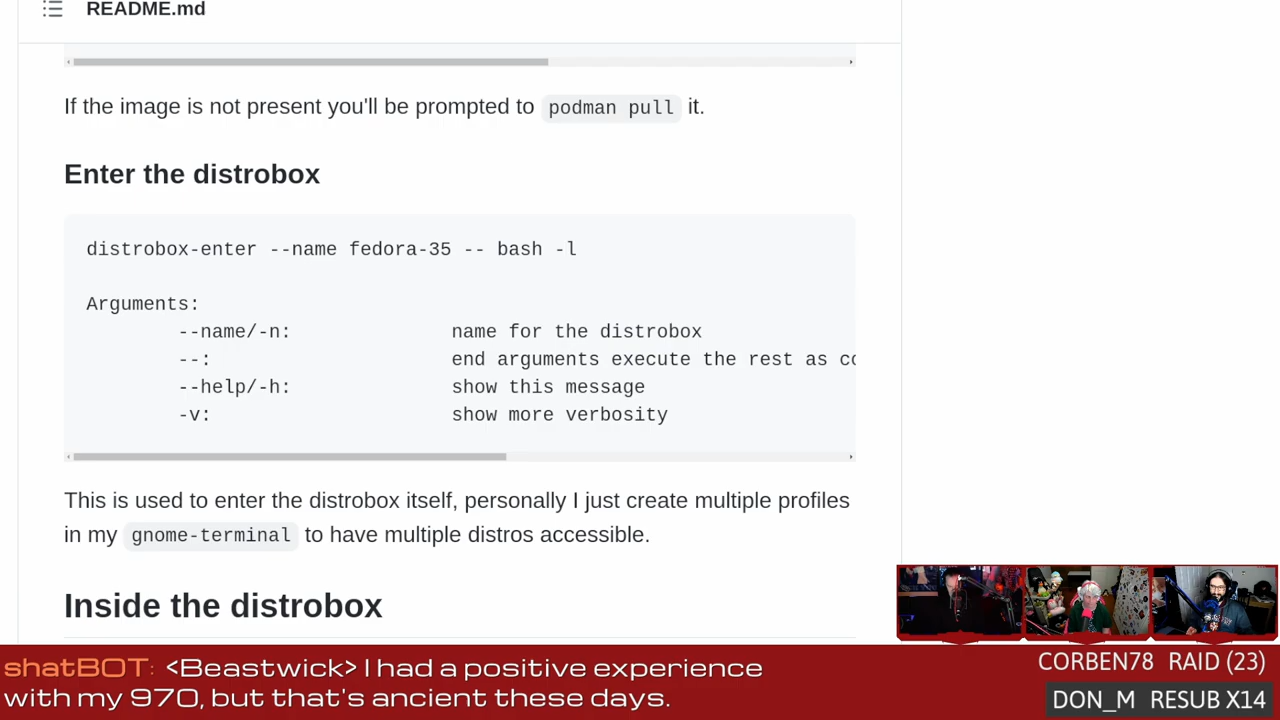 README.md
If the image is not present you'll be prompted to podman pull it.
Enter the distrobox
distrobox-enter --name fedora-35 -- bash -l
Arguments:
--name/-n: name for the distrobox
--: end arguments execute the rest as co
--help/-h: show this message
-v: show more verbosity
This is used to enter the distrobox itself, personally I just create multiple profiles
in my gnome-terminal to have multiple distros accessible.
Inside the distrobox
shatBOT: <Beastwick> I had a positive experience
with my 970, but that's ancient these days.
CORBEN78 RAID (23)
DON_M RESUB X14